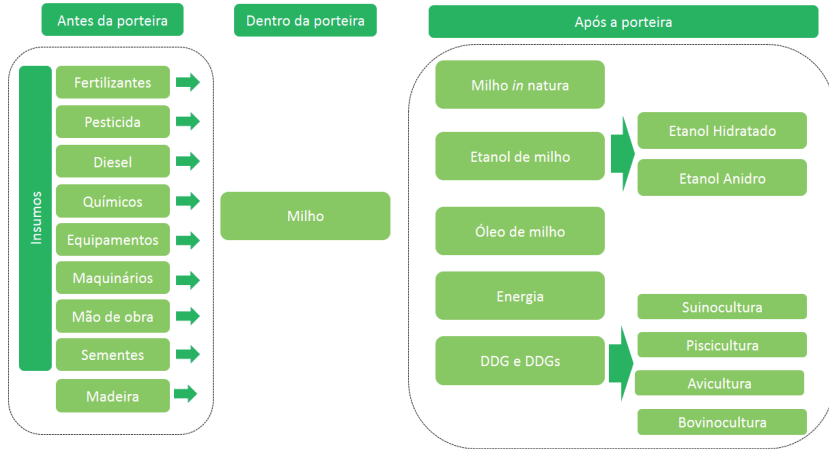 Antes da porteira
Dentro da porteira
Após a porteira
Insumos
Fertilizantes
Pesticida
Diesel
Químicos
Equipamentos
Maquinários
Mão de obra
Sementes
Madeira
Milho
Milho in natura
Etanol de milho
Etanol Hidratado
Etanol Anidro
Óleo de milho
Energia
DDG e DDGs
Suinocultura
Piscicultura
Avicultura
Bovinocultura